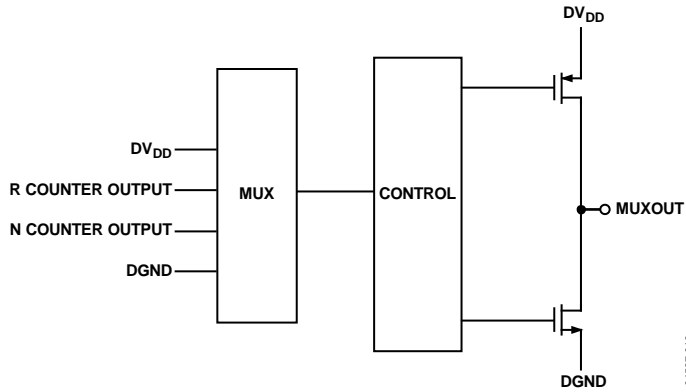 DVDD
DVDD
R COUNTER OUTPUT
N COUNTER OUTPUT
DGND
MUX
CONTROL
MUXOUT
DGND